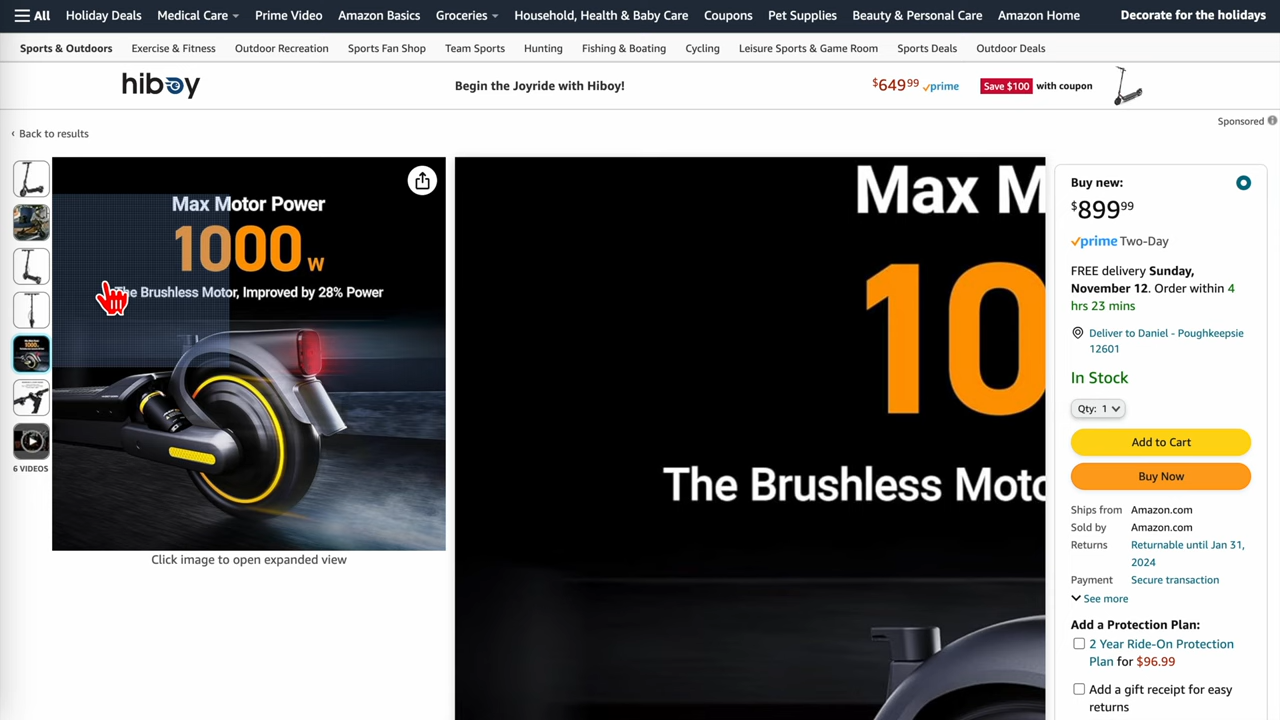 All Holiday Deals Medical Care Prime Video Amazon Basics Groceries Household, Health & Baby Care Coupons Pet Supplies Beauty & Personal Care Amazon Home Decorate for the holidays
Sports & Outdoors Exercise & Fitness Outdoor Recreation Sports Fan Shop Team Sports Hunting Fishing & Boating Cycling Leisure Sports & Game Room Sports Deals Outdoor Deals
hiboy Begin the Joyride with Hiboy! $649.99 prime Save $100 with coupon
Sponsored
‹ Back to results
Max Motor Power
1000 W
The Brushless Motor, Improved by 28% Power
6 VIDEOS
Click image to open expanded view
Max M
10
The Brushless Moto
Buy new:
$899.99
prime Two-Day
FREE delivery Sunday,
November 12. Order within 4
hrs 23 mins
Deliver to Daniel - Poughkeepsie
12601
In Stock
Qty: 1
Add to Cart
Buy Now
Ships from Amazon.com
Sold by Amazon.com
Returns Returnable until Jan 31,
2024
Payment Secure transaction
See more
Add a Protection Plan:
2 Year Ride-On Protection
Plan for $96.99
Add a gift receipt for easy
returns